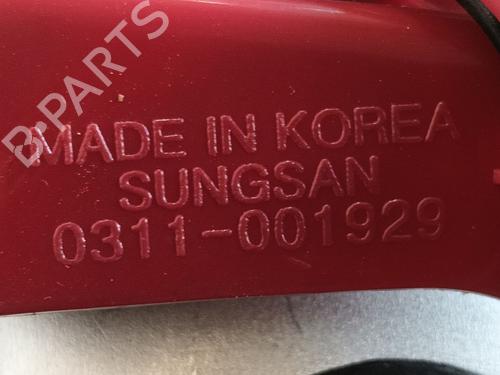 B-PARTS
MADE IN KOREA
SUNGSAN
0311-001929